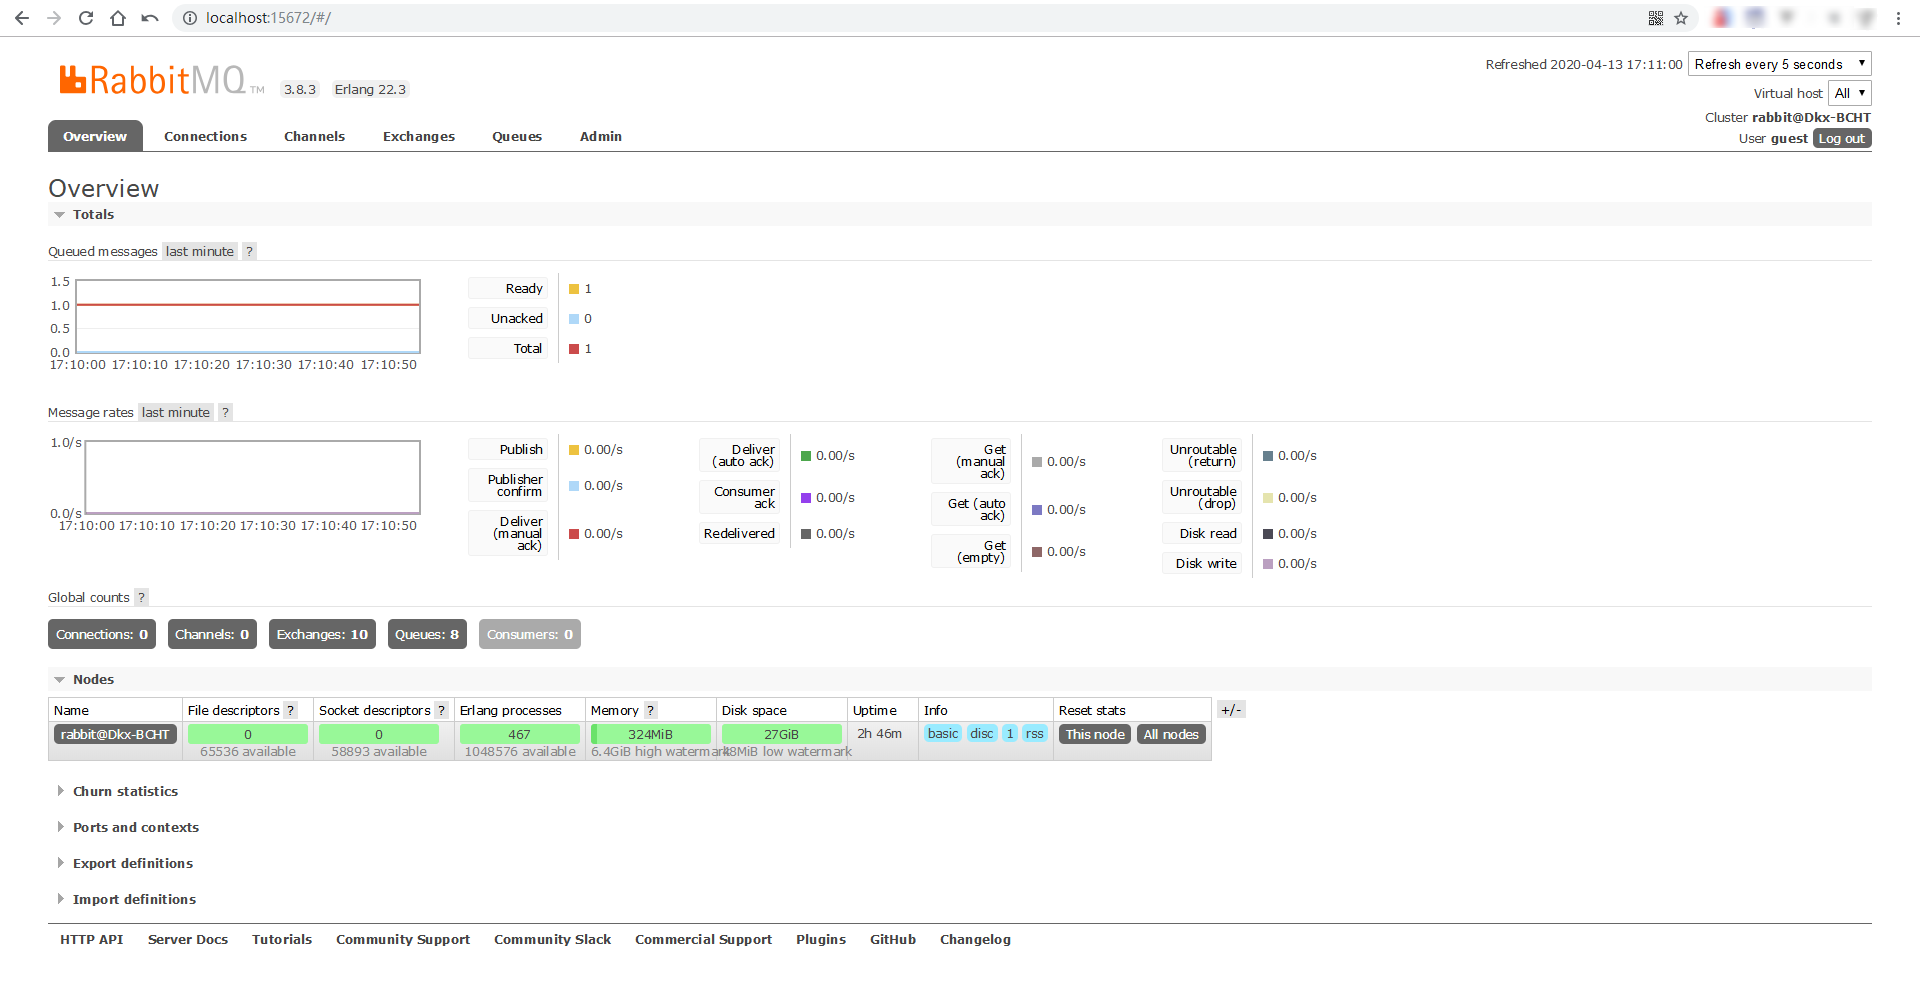 localhost:15672/#/
RabbitMQ TM 3.8.3 Erlang 22.3
Refreshed 2020-04-13 17:11:00 Refresh every 5 seconds
Virtual host All
Cluster rabbit@Dkx-BCHT
User guest Log out
Overview Connections Channels Exchanges Queues Admin
Overview
Totals
Queued messages last minute ?
1.5
1.0
0.5
0.0
17:10:00 17:10:10 17:10:20 17:10:30 17:10:40 17:10:50
Ready 1
Unacked 0
Total 1
Message rates last minute ?
1.0/s
0.0/s
17:10:00 17:10:10 17:10:20 17:10:30 17:10:40 17:10:50
Publish 0.00/s
Publisher
confirm 0.00/s
Deliver
(manual
ack) 0.00/s
Deliver
(auto ack) 0.00/s
Consumer
ack 0.00/s
Redelivered 0.00/s
Get
(manual
ack) 0.00/s
Get (auto
ack) 0.00/s
Get
(empty) 0.00/s
Unroutable
(return) 0.00/s
Unroutable
(drop) 0.00/s
Disk read 0.00/s
Disk write 0.00/s
Global counts ?
Connections: 0 Channels: 0 Exchanges: 10 Queues: 8 Consumers: 0
Nodes
Name File descriptors ? Socket descriptors ? Erlang processes Memory ? Disk space Uptime Info Reset stats +/-
rabbit@Dkx-BCHT 0 0 467 324MiB 27GiB 2h 46m basic disc 1 rss This node All nodes
65536 available 58893 available 1048576 available 6.4GiB high watermark 48MiB low watermark
Churn statistics
Ports and contexts
Export definitions
Import definitions
HTTP API Server Docs Tutorials Community Support Community Slack Commercial Support Plugins GitHub Changelog